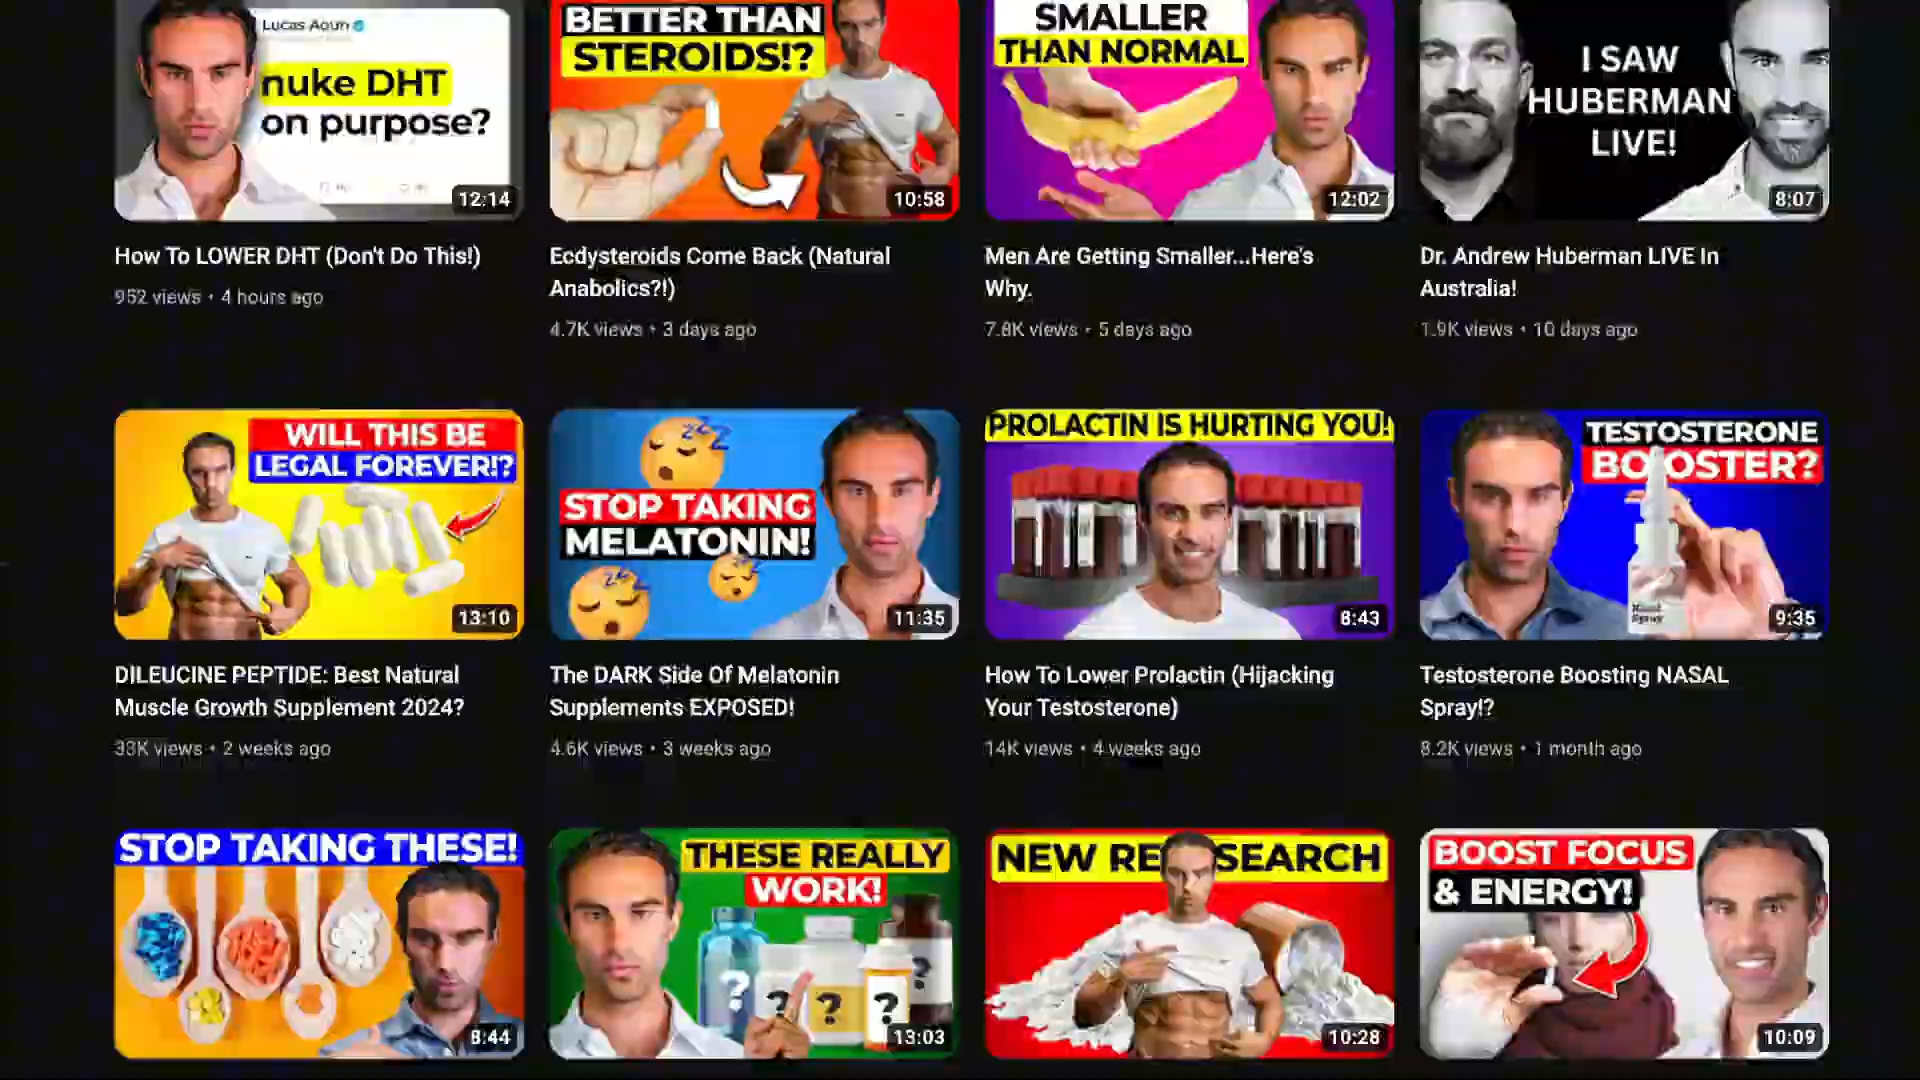 Lucas Aoun
nuke DHT
on purpose?
12:14
BETTER THAN
STEROIDS!?
10:58
SMALLER
THAN NORMAL
12:02
I SAW
HUBERMAN
LIVE!
8:07
How To LOWER DHT (Don't Do This!)
952 views • 4 hours ago
Ecdysteroids Come Back (Natural
Anabolics?!)
4.7K views • 3 days ago
Men Are Getting Smaller...Here's
Why.
7.8K views • 5 days ago
Dr. Andrew Huberman LIVE In
Australia!
1.9K views • 10 days ago
WILL THIS BE
LEGAL FOREVER!?
13:10
STOP TAKING
MELATONIN!
11:35
PROLACTIN IS HURTING YOU!
8:43
TESTOSTERONE
BOOSTER?
Nasal
Spray
9:35
DILEUCINE PEPTIDE: Best Natural
Muscle Growth Supplement 2024?
33K views • 2 weeks ago
The DARK Side Of Melatonin
Supplements EXPOSED!
4.6K views • 3 weeks ago
How To Lower Prolactin (Hijacking
Your Testosterone)
14K views • 4 weeks ago
Testosterone Boosting NASAL
Spray!?
8.2K views • 1 month ago
STOP TAKING THESE!
8:44
THESE REALLY
WORK!
? ? ? ? ?
13:03
NEW RESEARCH
10:28
BOOST FOCUS
& ENERGY!
10:09